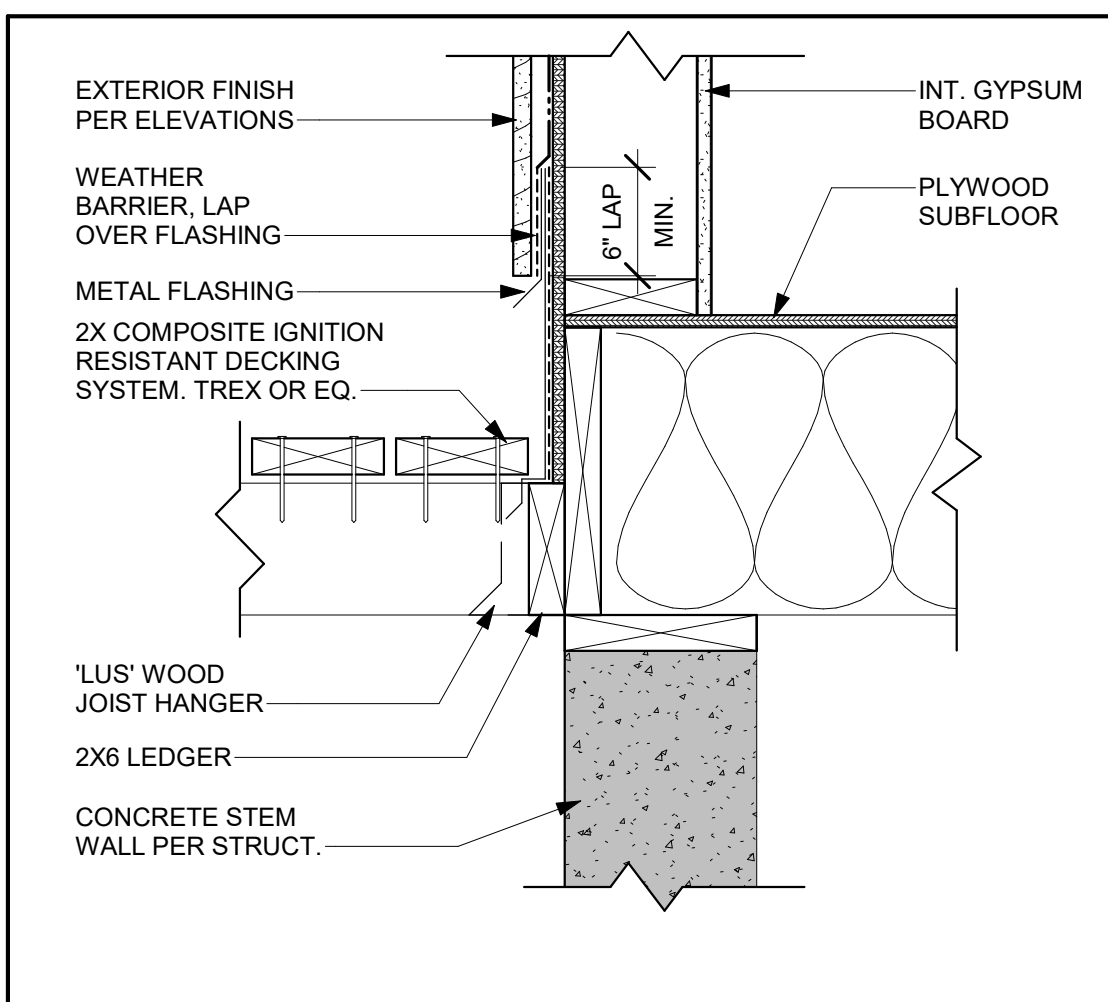 EXTERIOR FINISH
PER ELEVATIONS
WEATHER
BARRIER, LAP
OVER FLASHING
METAL FLASHING
2X COMPOSITE IGNITION
RESISTANT DECKING
SYSTEM. TREX OR EQ.
'LUS' WOOD
JOIST HANGER
2X6 LEDGER
CONCRETE STEM
WALL PER STRUCT.
6" LAP
MIN.
INT. GYPSUM
BOARD
PLYWOOD
SUBFLOOR